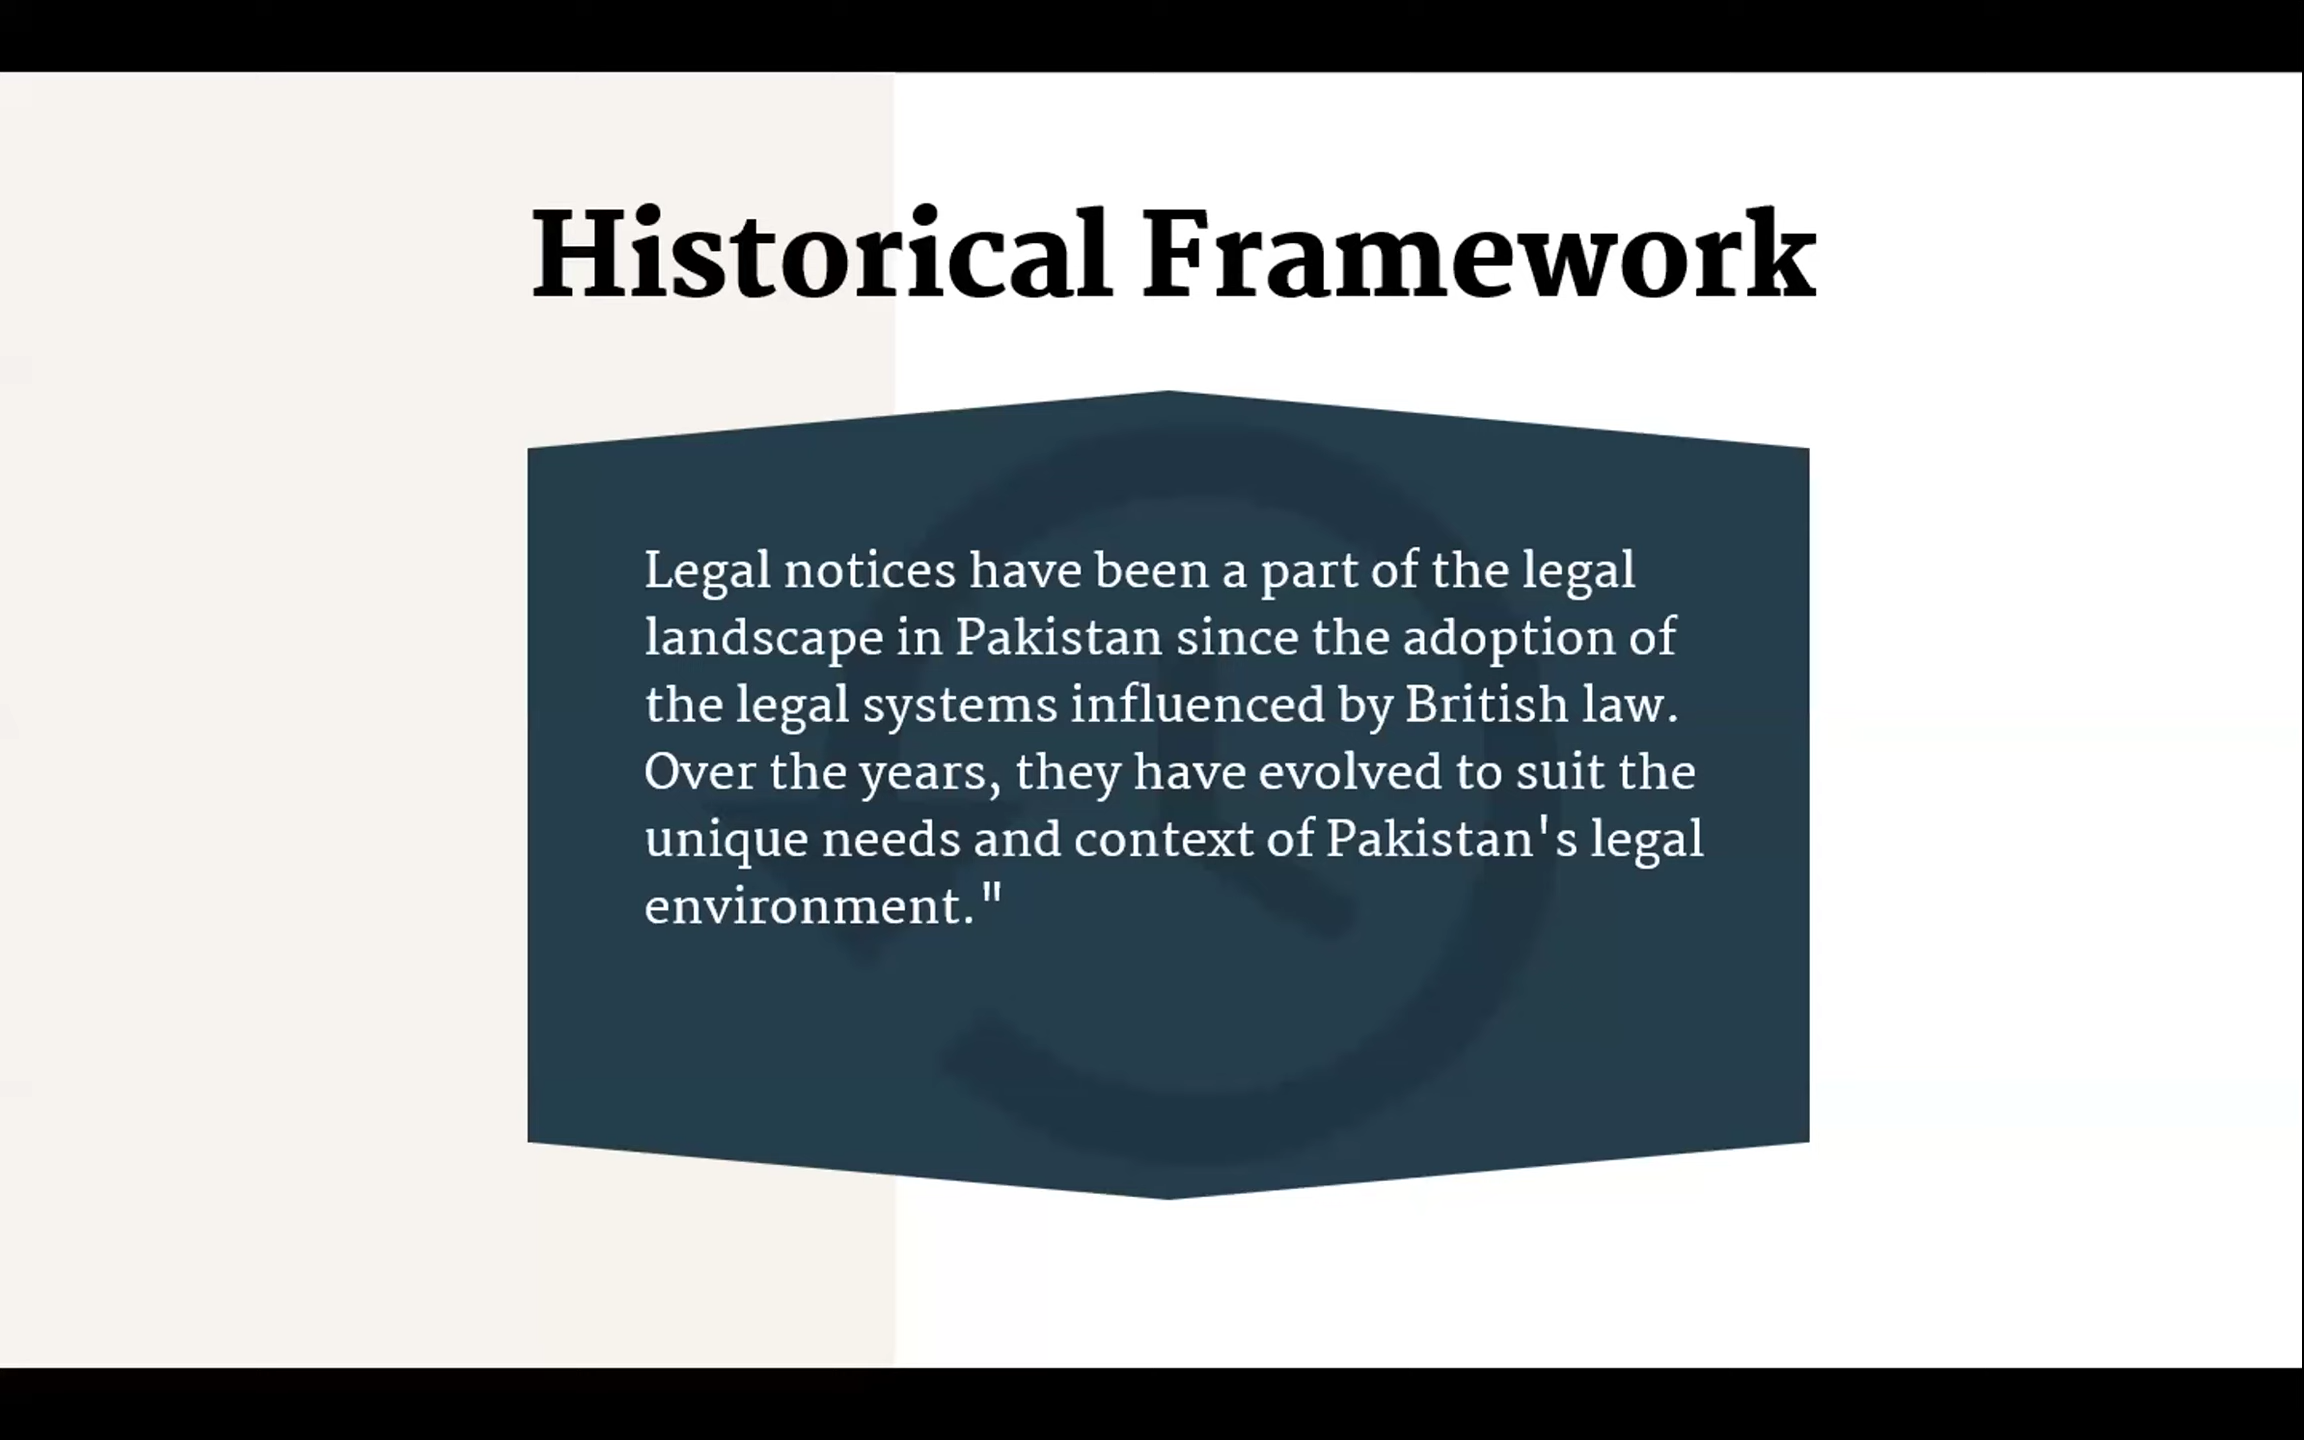 Historical Framework
Legal notices have been a part of the legal
landscape in Pakistan since the adoption of
the legal systems influenced by British law.
Over the years, they have evolved to suit the
unique needs and context of Pakistan's legal
environment."